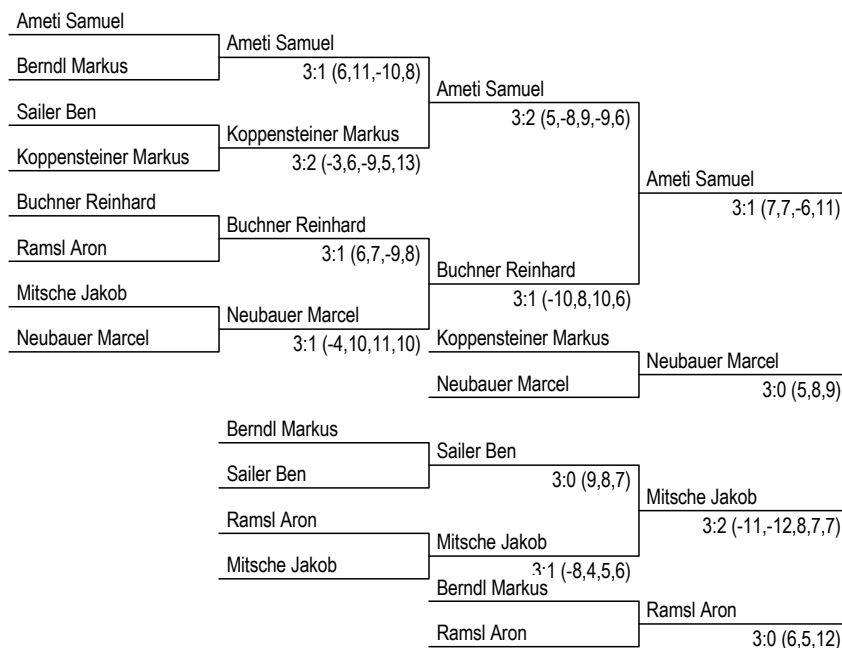 Ameti Samuel
Ameti Samuel
Berndl Markus
3:1 (6,11,-10,8)
Ameti Samuel
Sailer Ben
3:2 (5,-8,9,-9,6)
Koppensteiner Markus
Koppensteiner Markus
3:2 (-3,6,-9,5,13)
Ameti Samuel
Buchner Reinhard
3:1 (7,7,-6,11)
Buchner Reinhard
Ramsl Aron
3:1 (6,7,-9,8)
Buchner Reinhard
Mitsche Jakob
3:1 (-10,8,10,6)
Neubauer Marcel
Neubauer Marcel
3:1 (-4,10,11,10)
Koppensteiner Markus
Neubauer Marcel
Neubauer Marcel
3:0 (5,8,9)
Berndl Markus
Sailer Ben
Sailer Ben
3:0 (9,8,7)
Mitsche Jakob
Ramsl Aron
3:2 (-11,-12,8,7,7)
Mitsche Jakob
Mitsche Jakob
3:1 (-8,4,5,6)
Berndl Markus
Ramsl Aron
Ramsl Aron
3:0 (6,5,12)